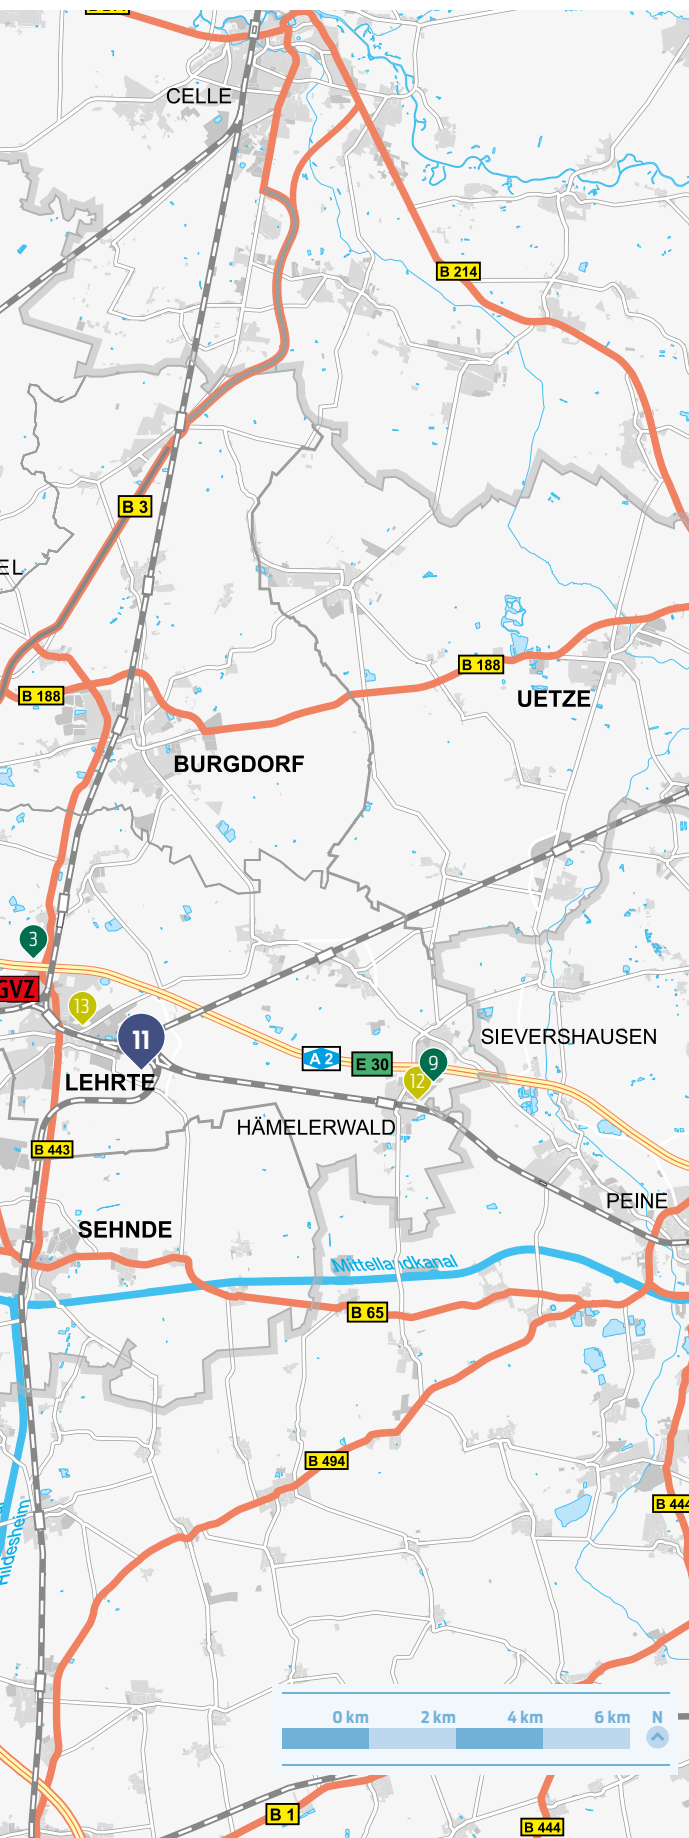 CELLE
B 214
B 3
EL
B 188
B 188
UETZE
BURGDORF
3
GVZ
13
11
SIEVERSHAUSEN
A 2
E 30
9
12
LEHRTE
HÄMELERWALD
B 443
PEINE
SEHNDE
Mittellandkanal
B 65
B 494
B 444
Hildesheim
0 km 2 km 4 km 6 km N
B 1
B 444